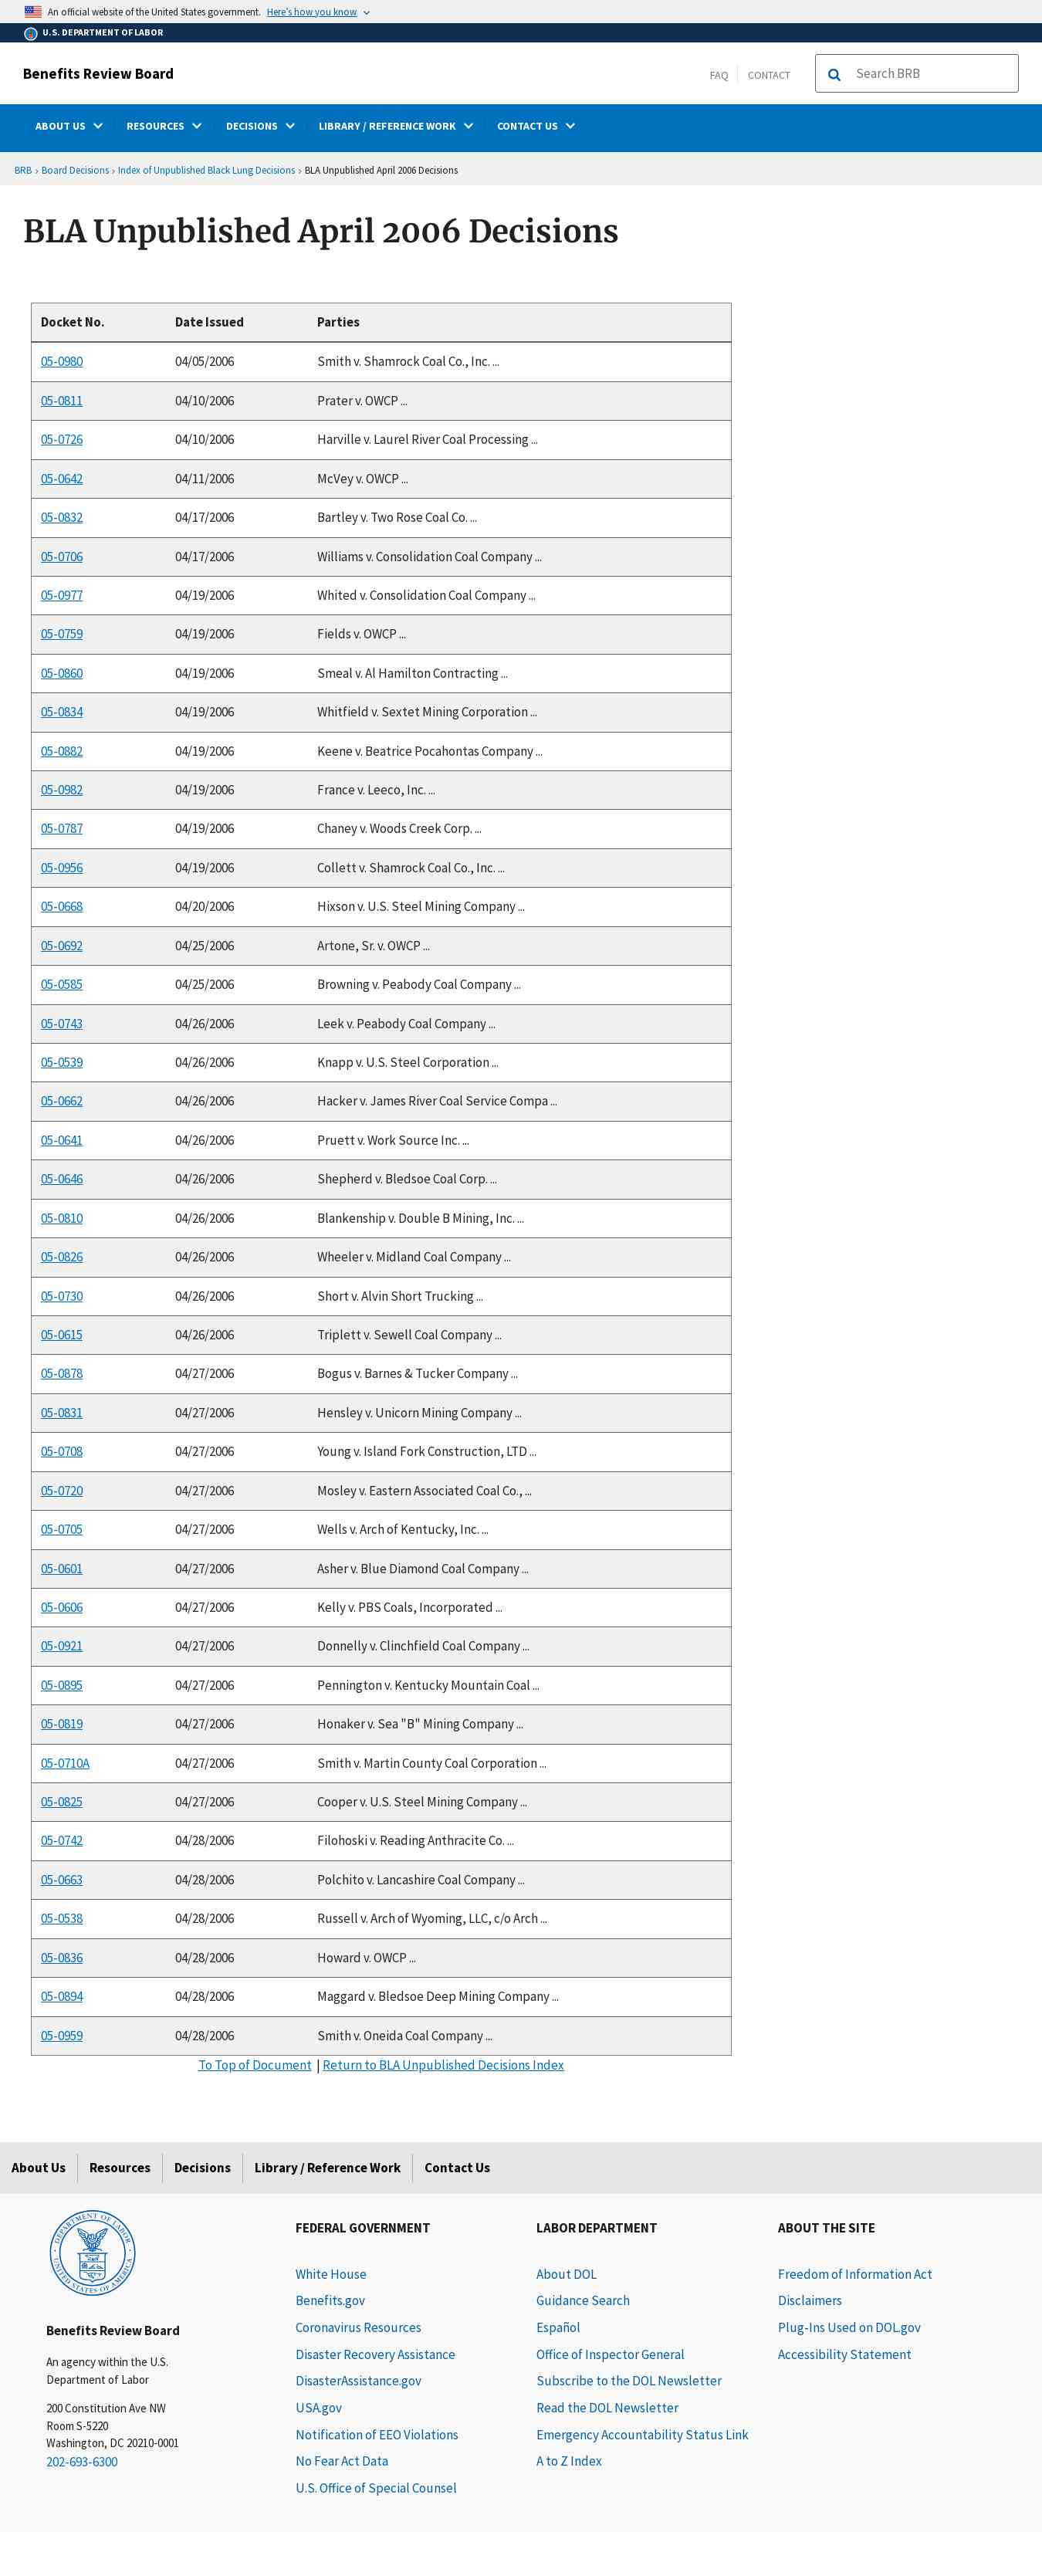 An official website of the United States government. Here's how you know
U.S. DEPARTMENT OF LABOR
Benefits Review Board
FAQ CONTACT Search BRB
ABOUT US RESOURCES DECISIONS LIBRARY / REFERENCE WORK CONTACT US
BRB › Board Decisions › Index of Unpublished Black Lung Decisions › BLA Unpublished April 2006 Decisions
BLA Unpublished April 2006 Decisions
Docket No. Date Issued Parties
05-0980 04/05/2006 Smith v. Shamrock Coal Co., Inc. ...
05-0811 04/10/2006 Prater v. OWCP ...
05-0726 04/10/2006 Harville v. Laurel River Coal Processing ...
05-0642 04/11/2006 McVey v. OWCP ...
05-0832 04/17/2006 Bartley v. Two Rose Coal Co. ...
05-0706 04/17/2006 Williams v. Consolidation Coal Company ...
05-0977 04/19/2006 Whited v. Consolidation Coal Company ...
05-0759 04/19/2006 Fields v. OWCP ...
05-0860 04/19/2006 Smeal v. Al Hamilton Contracting ...
05-0834 04/19/2006 Whitfield v. Sextet Mining Corporation ...
05-0882 04/19/2006 Keene v. Beatrice Pocahontas Company ...
05-0982 04/19/2006 France v. Leeco, Inc. ...
05-0787 04/19/2006 Chaney v. Woods Creek Corp. ...
05-0956 04/19/2006 Collett v. Shamrock Coal Co., Inc. ...
05-0668 04/20/2006 Hixson v. U.S. Steel Mining Company ...
05-0692 04/25/2006 Artone, Sr. v. OWCP ...
05-0585 04/25/2006 Browning v. Peabody Coal Company ...
05-0743 04/26/2006 Leek v. Peabody Coal Company ...
05-0539 04/26/2006 Knapp v. U.S. Steel Corporation ...
05-0662 04/26/2006 Hacker v. James River Coal Service Compa ...
05-0641 04/26/2006 Pruett v. Work Source Inc. ...
05-0646 04/26/2006 Shepherd v. Bledsoe Coal Corp. ...
05-0810 04/26/2006 Blankenship v. Double B Mining, Inc. ...
05-0826 04/26/2006 Wheeler v. Midland Coal Company ...
05-0730 04/26/2006 Short v. Alvin Short Trucking ...
05-0615 04/26/2006 Triplett v. Sewell Coal Company ...
05-0878 04/27/2006 Bogus v. Barnes & Tucker Company ...
05-0831 04/27/2006 Hensley v. Unicorn Mining Company ...
05-0708 04/27/2006 Young v. Island Fork Construction, LTD ...
05-0720 04/27/2006 Mosley v. Eastern Associated Coal Co., ...
05-0705 04/27/2006 Wells v. Arch of Kentucky, Inc. ...
05-0601 04/27/2006 Asher v. Blue Diamond Coal Company ...
05-0606 04/27/2006 Kelly v. PBS Coals, Incorporated ...
05-0921 04/27/2006 Donnelly v. Clinchfield Coal Company ...
05-0895 04/27/2006 Pennington v. Kentucky Mountain Coal ...
05-0819 04/27/2006 Honaker v. Sea "B" Mining Company ...
05-0710A 04/27/2006 Smith v. Martin County Coal Corporation ...
05-0825 04/27/2006 Cooper v. U.S. Steel Mining Company ...
05-0742 04/28/2006 Filohoski v. Reading Anthracite Co. ...
05-0663 04/28/2006 Polchito v. Lancashire Coal Company ...
05-0538 04/28/2006 Russell v. Arch of Wyoming, LLC, c/o Arch ...
05-0836 04/28/2006 Howard v. OWCP ...
05-0894 04/28/2006 Maggard v. Bledsoe Deep Mining Company ...
05-0959 04/28/2006 Smith v. Oneida Coal Company ...
To Top of Document | Return to BLA Unpublished Decisions Index
About Us Resources Decisions Library / Reference Work Contact Us
DEPARTMENT OF LABOR
UNITED STATES OF AMERICA
Benefits Review Board
An agency within the U.S.
Department of Labor
200 Constitution Ave NW
Room S-5220
Washington, DC 20210-0001
202-693-6300
FEDERAL GOVERNMENT
White House
Benefits.gov
Coronavirus Resources
Disaster Recovery Assistance
DisasterAssistance.gov
USA.gov
Notification of EEO Violations
No Fear Act Data
U.S. Office of Special Counsel
LABOR DEPARTMENT
About DOL
Guidance Search
Español
Office of Inspector General
Subscribe to the DOL Newsletter
Read the DOL Newsletter
Emergency Accountability Status Link
A to Z Index
ABOUT THE SITE
Freedom of Information Act
Disclaimers
Plug-Ins Used on DOL.gov
Accessibility Statement